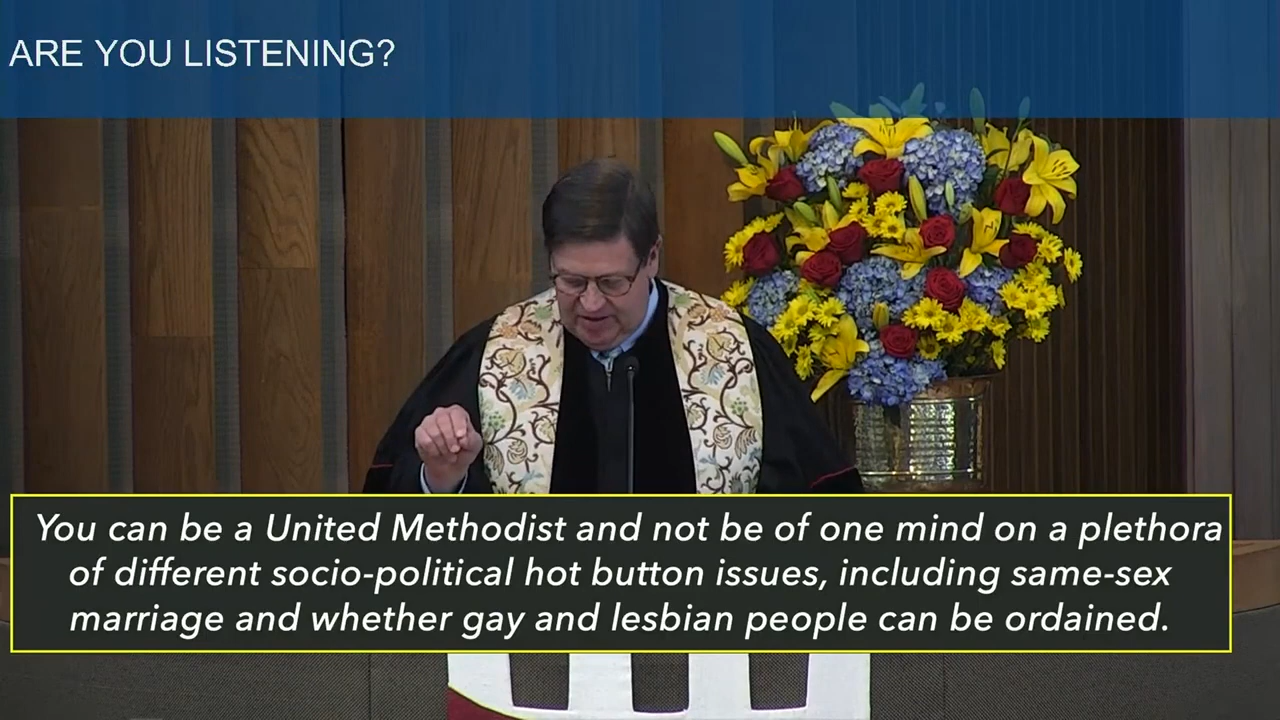 ARE YOU LISTENING?
You can be a United Methodist and not be of one mind on a plethora
of different socio-political hot button issues, including same-sex
marriage and whether gay and lesbian people can be ordained.